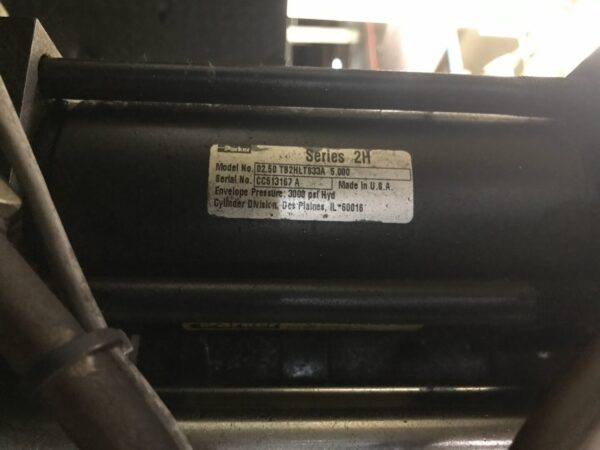 Parker
Series 2H
Model No. 02.50 TB2HLTS33A 5.000
Serial No. CC513167 A Made in U.S.A.
Envelope Pressure: 3000 psi Hyd
Cylinder Division, Des Plaines, IL 60016